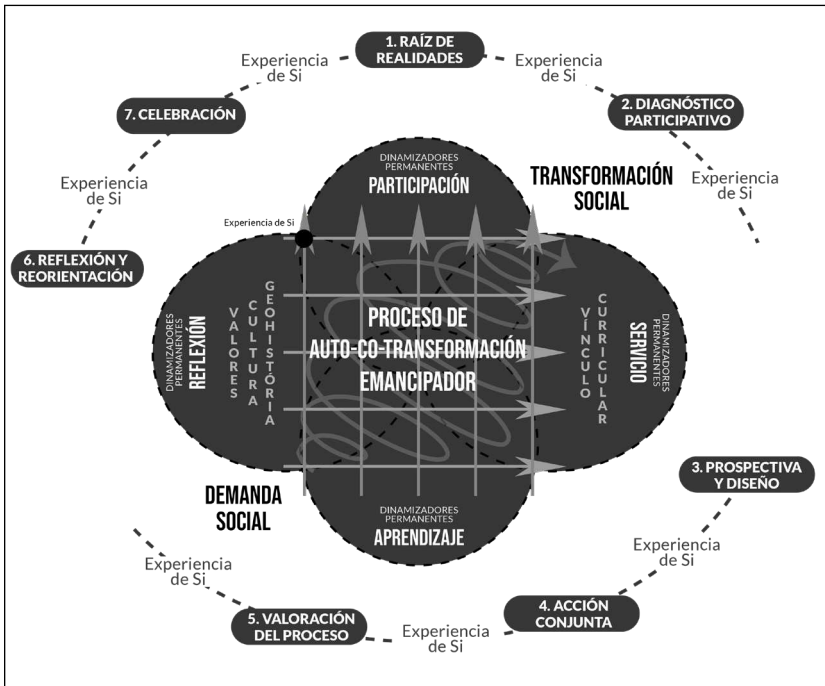 1. RAÍZ DE
REALIDADES
Experiencia
de Si
2. DIAGNÓSTICO
PARTICIPATIVO
Experiencia
de Si
7. CELEBRACIÓN
Experiencia
de Si
6. REFLEXIÓN Y
REORIENTACIÓN
DINAMIZADORES
PERMANENTES
PARTICIPACIÓN
TRANSFORMACIÓN
SOCIAL
Experiencia de Si
DINAMIZADORES
PERMANENTES
REFLEXIÓN
VALORES
CULTURA
GEOHISTÓRIA
PROCESO DE
AUTO-CO-TRANSFORMACIÓN
EMANCIPADOR
VÍNCULO
CURRICULAR
SERVICIO
DINAMIZADORES
PERMANENTES
DEMANDA
SOCIAL
DINAMIZADORES
PERMANENTES
APRENDIZAJE
3. PROSPECTIVA
Y DISEÑO
Experiencia
de Si
4. ACCIÓN
CONJUNTA
Experiencia
de Si
5. VALORACIÓN
DEL PROCESO
Experiencia
de Si